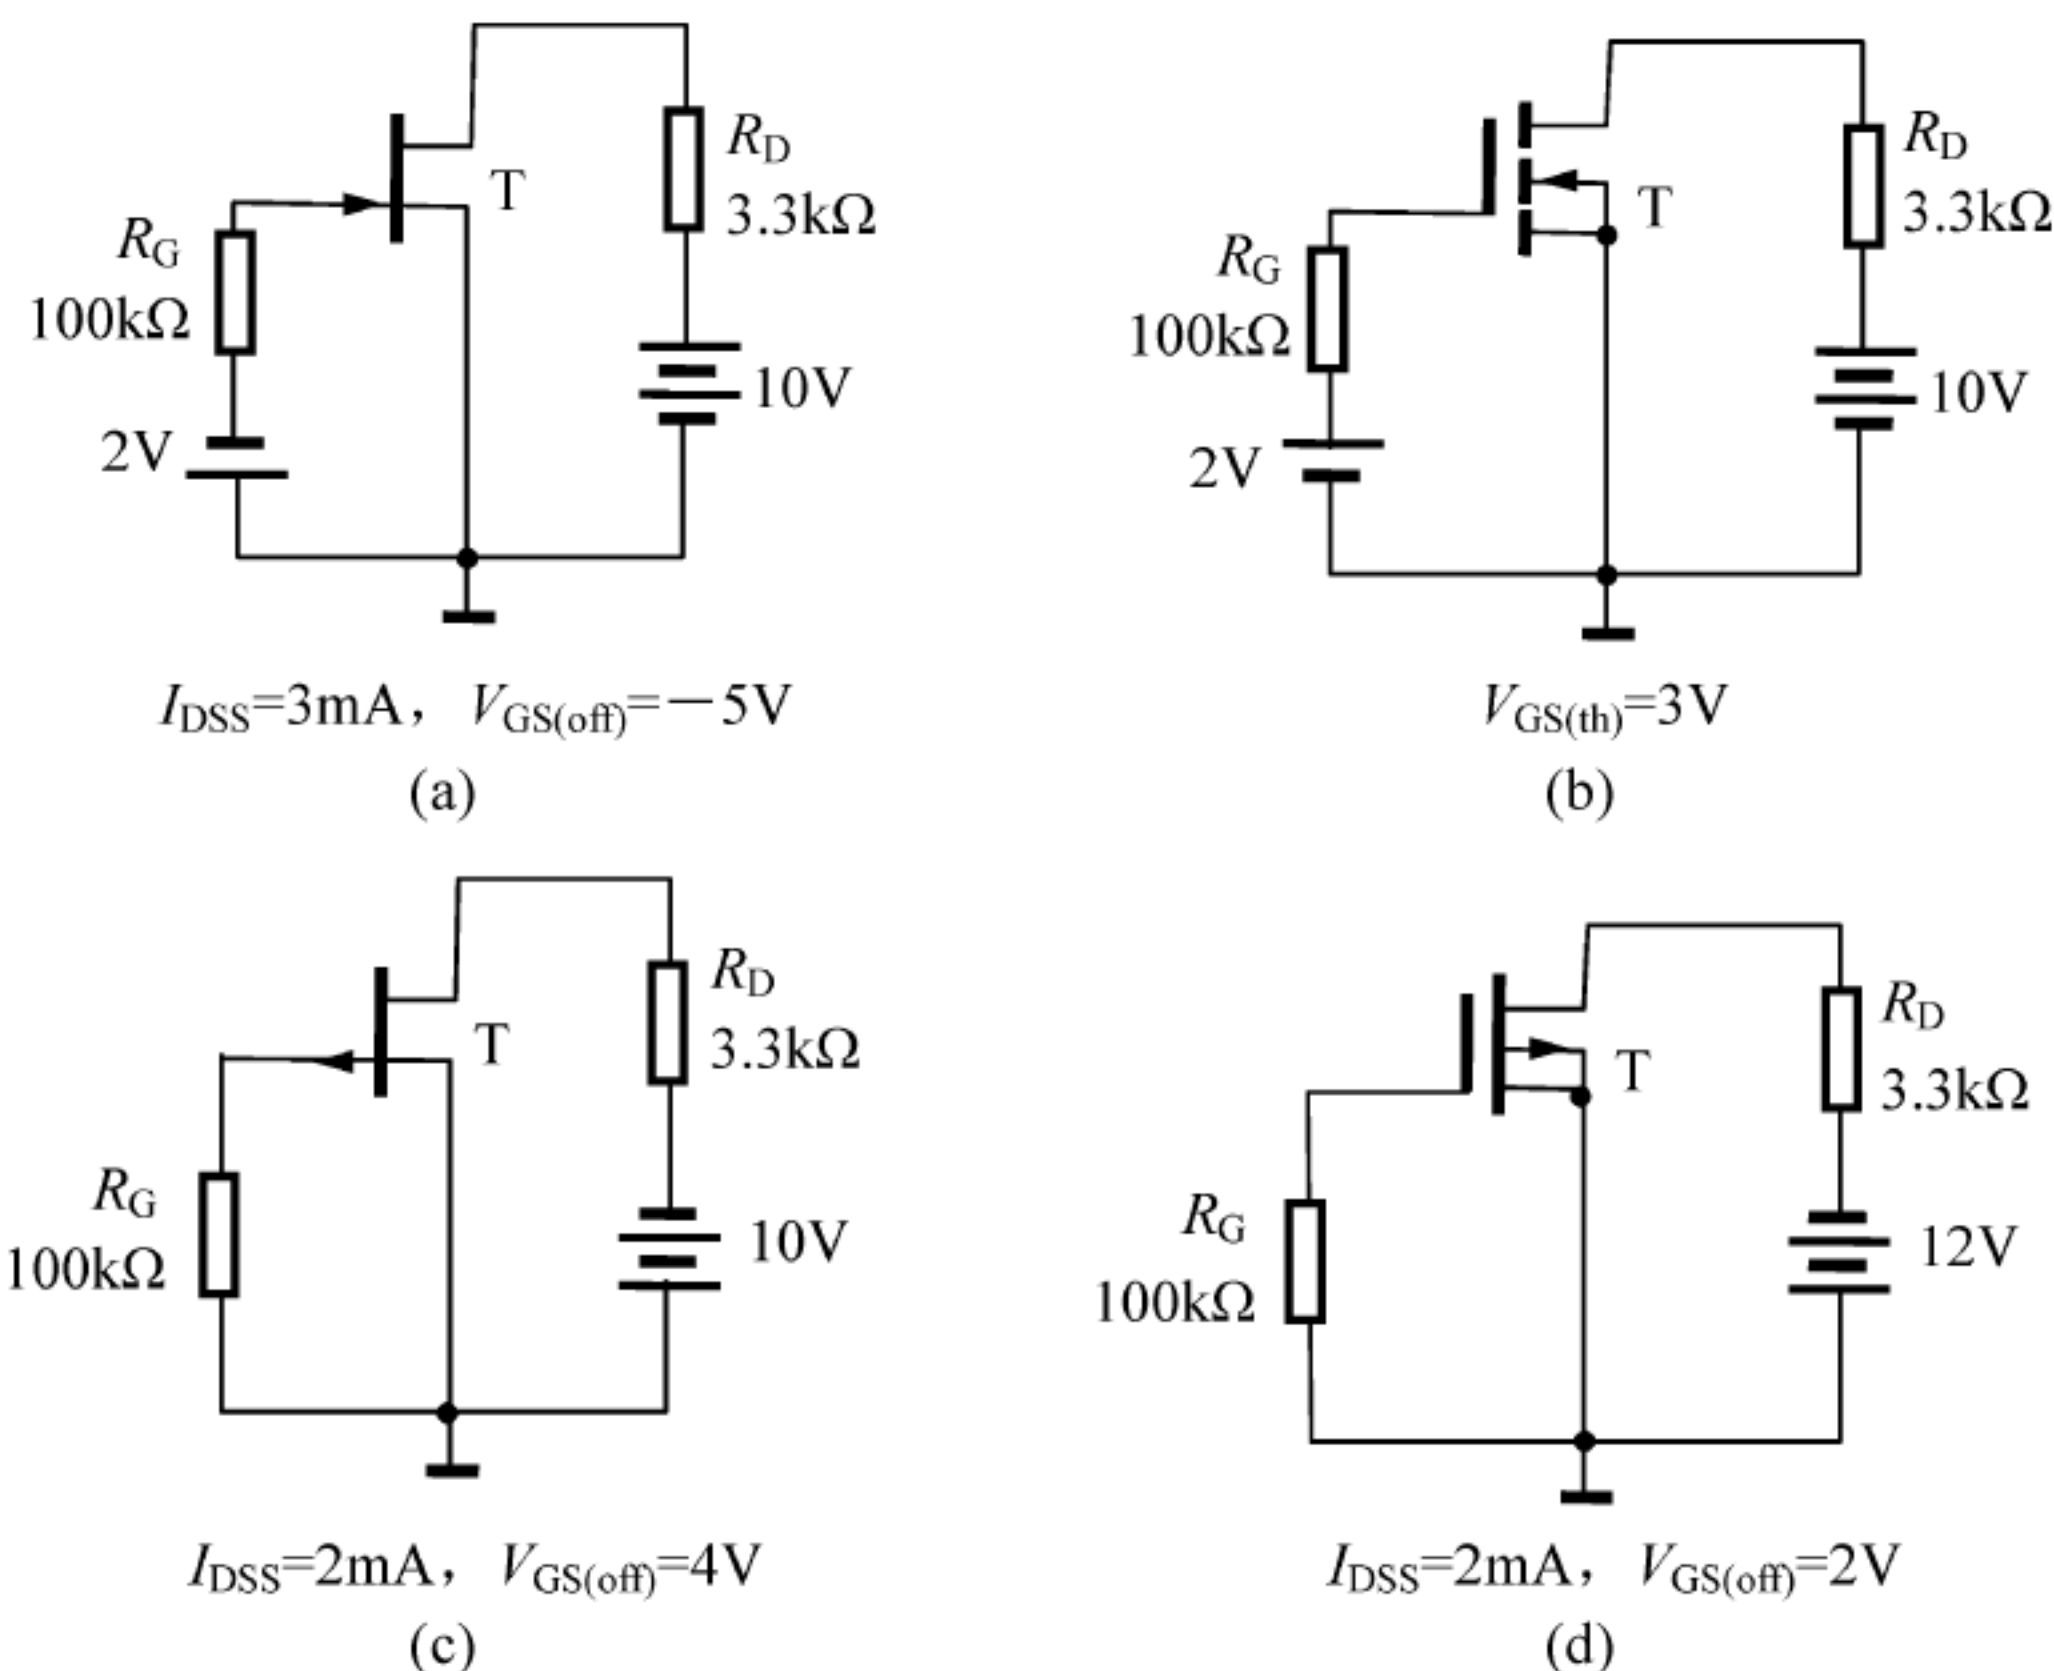 R_D
T
3.3kΩ
R_G
100kΩ
10V
2V
I_DSS=3mA， V_GS(off)=－5V
(a)
R_D
T
3.3kΩ
R_G
100kΩ
10V
2V
V_GS(th)=3V
(b)
R_D
T
3.3kΩ
R_G
10V
100kΩ
I_DSS=2mA， V_GS(off)=4V
(c)
R_D
T
3.3kΩ
R_G
12V
100kΩ
I_DSS=2mA， V_GS(off)=2V
(d)